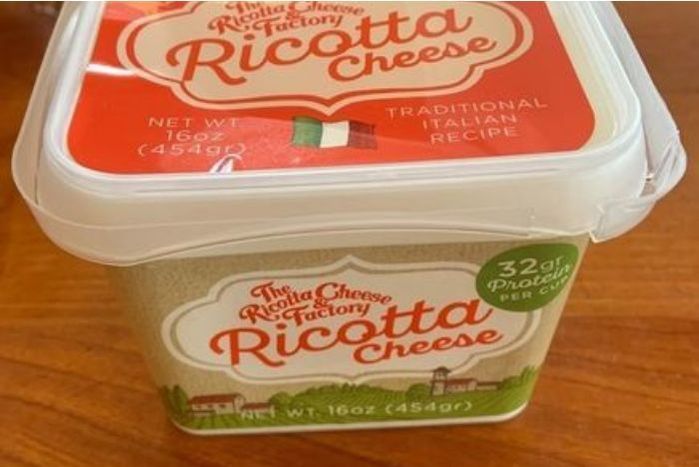 The
Ricotta Cheese
&
Factory
Ricotta
Cheese
NET WT
16oz
(454gr)
TRADITIONAL
ITALIAN
RECIPE
The
Ricotta Cheese
&
Factory
Ricotta
Cheese
32gr
Protein
PER CUP
NET WT. 16oz (454gr)